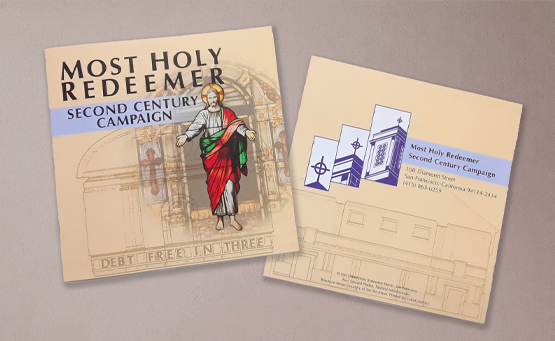 MOST HOLY
REDEEMER
SECOND CENTURY
CAMPAIGN
DEBT FREE IN THREE
Most Holy Redeemer
Second Century Campaign
100 Diamond Street
San Francisco, California 94114-2414
(415) 863-6259